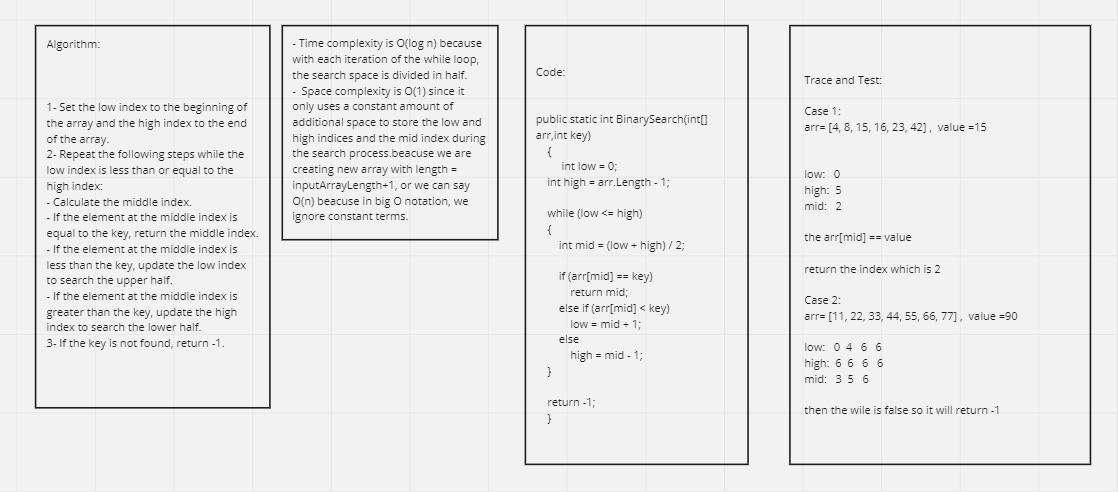 Algorithm:
1- Set the low index to the beginning of
the array and the high index to the end
of the array.
2- Repeat the following steps while the
low index is less than or equal to the
high index:
- Calculate the middle index.
- If the element at the middle index is
equal to the key, return the middle index.
- If the element at the middle index is
less than the key, update the low index
to search the upper half.
- If the element at the middle index is
greater than the key, update the high
index to search the lower half.
3- If the key is not found, return -1.
- Time complexity is O(log n) because
with each iteration of the while loop,
the search space is divided in half.
- Space complexity is O(1) since it
only uses a constant amount of
additional space to store the low and
high indices and the mid index during
the search process.beacuse we are
creating new array with length =
inputArrayLength+1, or we can say
O(n) beacuse in big O notation, we
ignore constant terms.
Code:
public static int BinarySearch(int[]
arr,int key)
{
int low = 0;
int high = arr.Length - 1;
while (low <= high)
{
int mid = (low + high) / 2;
if (arr[mid] == key)
return mid;
else if (arr[mid] < key)
low = mid + 1;
else
high = mid - 1;
}
return -1;
}
Trace and Test:
Case 1:
arr= [4, 8, 15, 16, 23, 42] , value =15
low: 0
high: 5
mid: 2
the arr[mid] == value
return the index which is 2
Case 2:
arr= [11, 22, 33, 44, 55, 66, 77] , value =90
low: 0 4 6 6
high: 6 6 6 6
mid: 3 5 6
then the wile is false so it will return -1